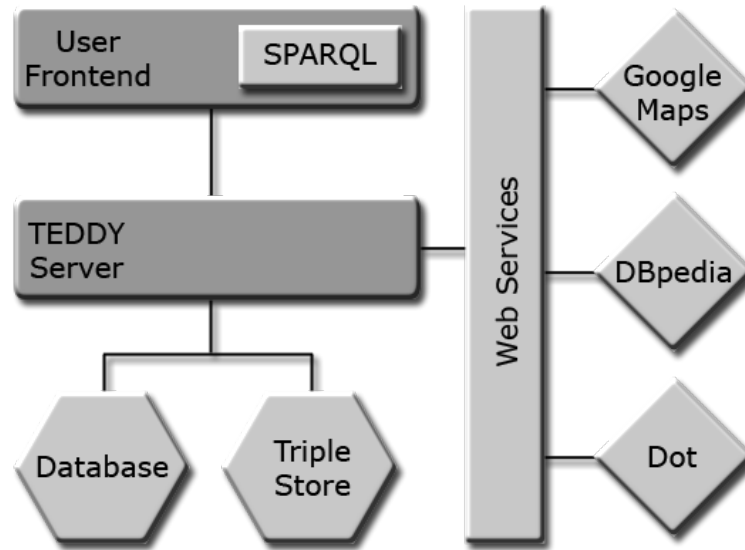 User
Frontend
SPARQL
TEDDY
Server
Database
Triple
Store
Web Services
Google
Maps
DBpedia
Dot